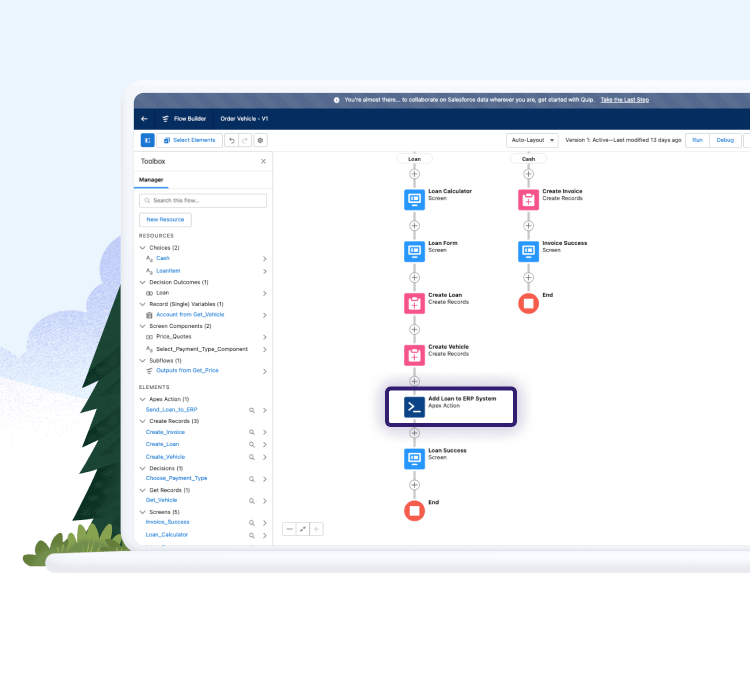 You're almost there... to collaborate on Salesforce data wherever you are, get started with Quip. Take the Last Step
Flow Builder Order Vehicle - V1
Select Elements Auto-Layout Version 1: Active—Last modified 13 days ago Run Debug
Toolbox
Manager
Search this flow...
New Resource
RESOURCES
Choices (2)
Cash
LoanItem
Decision Outcomes (1)
Loan
Record (Single) Variables (1)
Account from Get_Vehicle
Screen Components (2)
Price_Quotes
Select_Payment_Type_Component
Subflows (1)
Outputs from Get_Price
ELEMENTS
Apex Action (1)
Send_Loan_to_ERP
Create Records (3)
Create_Invoice
Create_Loan
Create_Vehicle
Decisions (1)
Choose_Payment_Type
Get Records (1)
Get_Vehicle
Screens (5)
Invoice_Success
Loan_Calculator
Loan
Loan Calculator
Screen
Loan Form
Screen
Create Loan
Create Records
Create Vehicle
Create Records
Add Loan to ERP System
Apex Action
Loan Success
Screen
End
Cash
Create Invoice
Create Records
Invoice Success
Screen
End